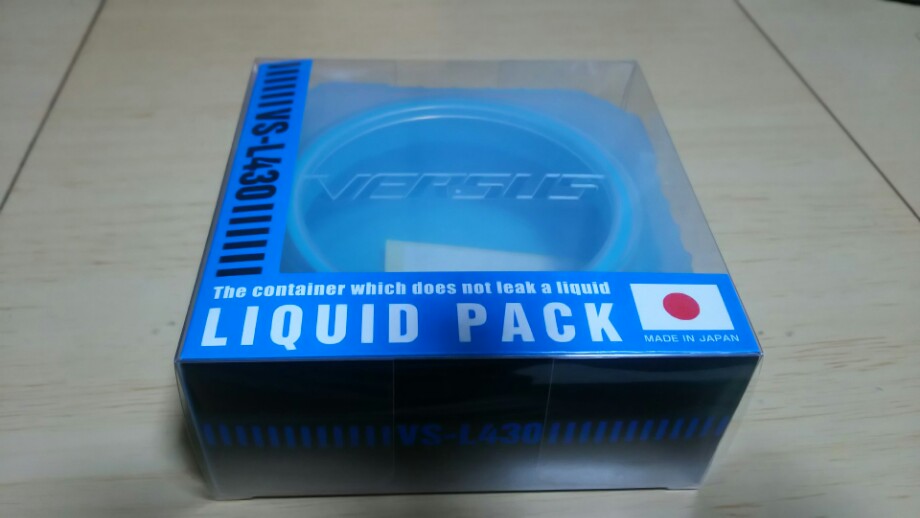 VS-L430
VERSUS
The container which does not leak a liquid
LIQUID PACK
MADE IN JAPAN
VS-L430